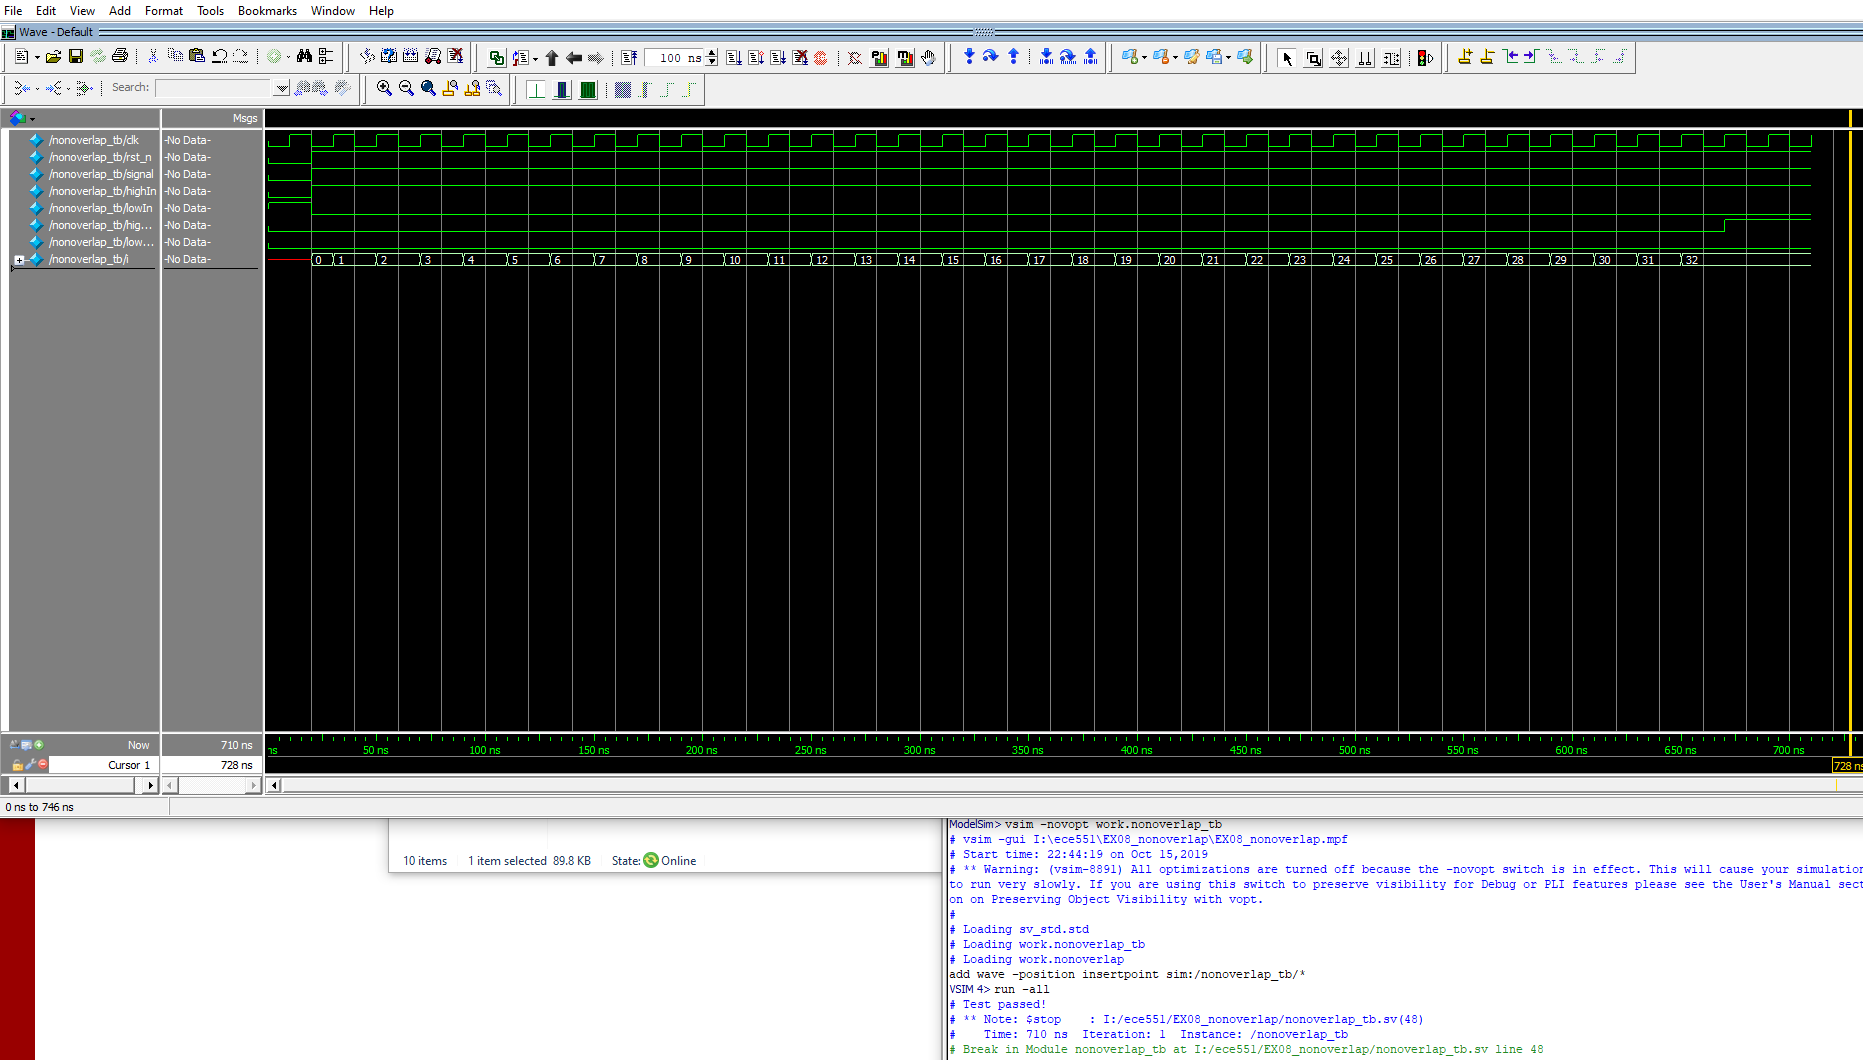 File Edit View Add Format Tools Bookmarks Window Help
Wave - Default
100 ns
Search:
Msgs
/nonoverlap_tb/clk -No Data-
/nonoverlap_tb/rst_n -No Data-
/nonoverlap_tb/signal -No Data-
/nonoverlap_tb/highIn -No Data-
/nonoverlap_tb/lowIn -No Data-
/nonoverlap_tb/hig... -No Data-
/nonoverlap_tb/low... -No Data-
/nonoverlap_tb/i -No Data- 0 1 2 3 4 5 6 7 8 9 10 11 12 13 14 15 16 17 18 19 20 21 22 23 24 25 26 27 28 29 30 31 32
Now 710 ns ns 50 ns 100 ns 150 ns 200 ns 250 ns 300 ns 350 ns 400 ns 450 ns 500 ns 550 ns 600 ns 650 ns 700 ns
Cursor 1 728 ns 728 ns
0 ns to 746 ns
10 items 1 item selected 89.8 KB State: Online
ModelSim> vsim -novopt work.nonoverlap_tb
# vsim -gui I:\ece551\EX08_nonoverlap\EX08_nonoverlap.mpf
# Start time: 22:44:19 on Oct 15,2019
# ** Warning: (vsim-8891) All optimizations are turned off because the -novopt switch is in effect. This will cause your simulation
to run very slowly. If you are using this switch to preserve visibility for Debug or PLI features please see the User's Manual sect
on on Preserving Object Visibility with vopt.
#
# Loading sv_std.std
# Loading work.nonoverlap_tb
# Loading work.nonoverlap
add wave -position insertpoint sim:/nonoverlap_tb/*
VSIM 4> run -all
# Test passed!
# ** Note: $stop    : I:/ece551/EX08_nonoverlap/nonoverlap_tb.sv(48)
#    Time: 710 ns  Iteration: 1  Instance: /nonoverlap_tb
# Break in Module nonoverlap_tb at I:/ece551/EX08_nonoverlap/nonoverlap_tb.sv line 48